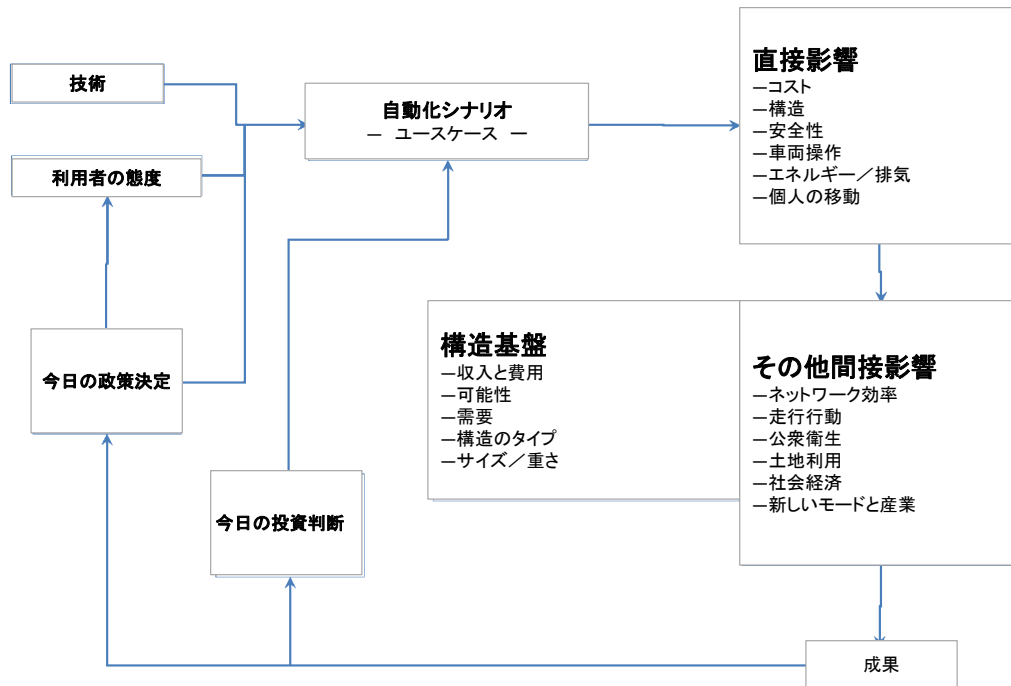 技術
利用者の態度
今日の政策決定
今日の投資判断
自動化シナリオ
― ユースケース ―
直接影響
―コスト
―構造
―安全性
―車両操作
―エネルギー／排気
―個人の移動
構造基盤
―収入と費用
―可能性
―需要
―構造のタイプ
―サイズ／重さ
その他間接影響
―ネットワーク効率
―走行行動
―公衆衛生
―土地利用
―社会経済
―新しいモードと産業
成果